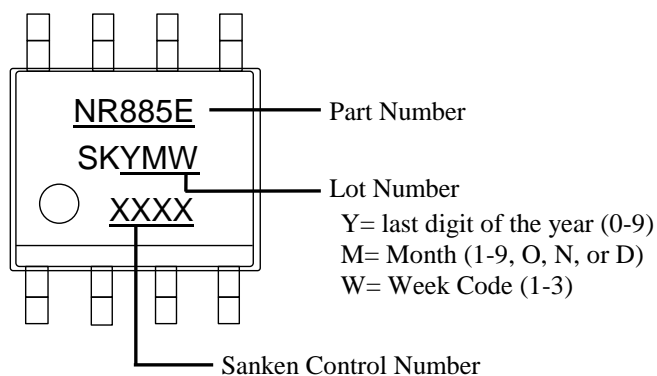 NR885E
Part Number
SKYMW
Lot Number
XXXX
Y= last digit of the year (0-9)
M= Month (1-9, O, N, or D)
W= Week Code (1-3)
Sanken Control Number